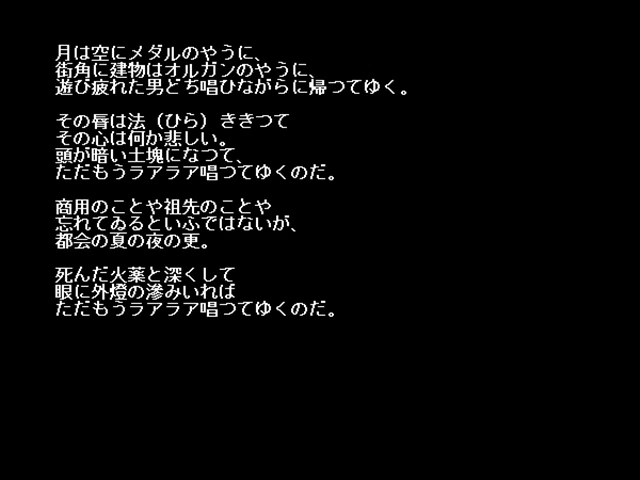 月は空にメダルのやうに、
街角に建物はオルガンのやうに、
遊び疲れた男どち唱ひながらに帰つてゆく。
その唇は法（ひら）ききつて
その心は何か悲しい。
頭が暗い土塊になつて、
ただもうラアラア唱つてゆくのだ。
商用のことや祖先のことや
忘れてゐるといふではないが、
都会の夏の夜の更。
死んだ火薬と深くして
眼に外燈の滲みいれば
ただもうラアラア唱つてゆくのだ。